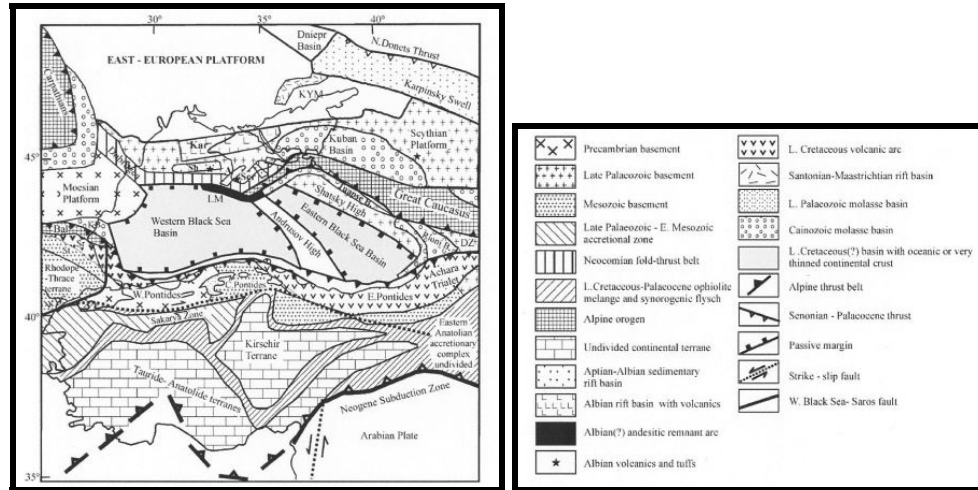 30°
35°
40°
Dniepr
Basin
N.Donets Thrust
EAST - EUROPEAN PLATFORM
Karpinsky Swell
KYM
Carpathians
Kar
Kuban
Basin
Scythian
Platform
45°
Moesian
Platform
LM
Shatsky High
Great Caucasus
Western Black Sea
Basin
Andrusov High
Eastern Black Sea Basin
Rioni B.
DZ
Rhodope
-Thrace
terrane
W.Pontides
C.Pontides
E.Pontides
Achara
Trialet
40°
Sakarya Zone
Kirsehir
Terrane
Eastern
Anatolian
accretionary
complex
undivided
Tauride- Anatolide terranes
Neogene Subduction Zone
Arabian Plate
35°
Precambrian basement
Late Palaeozoic basement
Mesozoic basement
Late Palaeozoic - E. Mesozoic
accretional zone
Neocomian fold-thrust belt
L.Cretaceous-Palaeocene ophiolite
melange and synorogenic flysch
Alpine orogen
Undivided continental terrane
Aptian-Albian sedimentary
rift basin
Albian rift basin with volcanics
Albian(?) andesitic remnant arc
Albian volcanics and tuffs
L. Cretaceous volcanic arc
Santonian-Maastrichtian rift basin
L. Palaeozoic molasse basin
Cainozoic molasse basin
L .Cretaceous(?) basin with oceanic or very
thinned continental crust
Alpine thrust belt
Senonian - Palaeocene thrust
Passive margin
Strike - slip fault
W. Black Sea- Saros fault